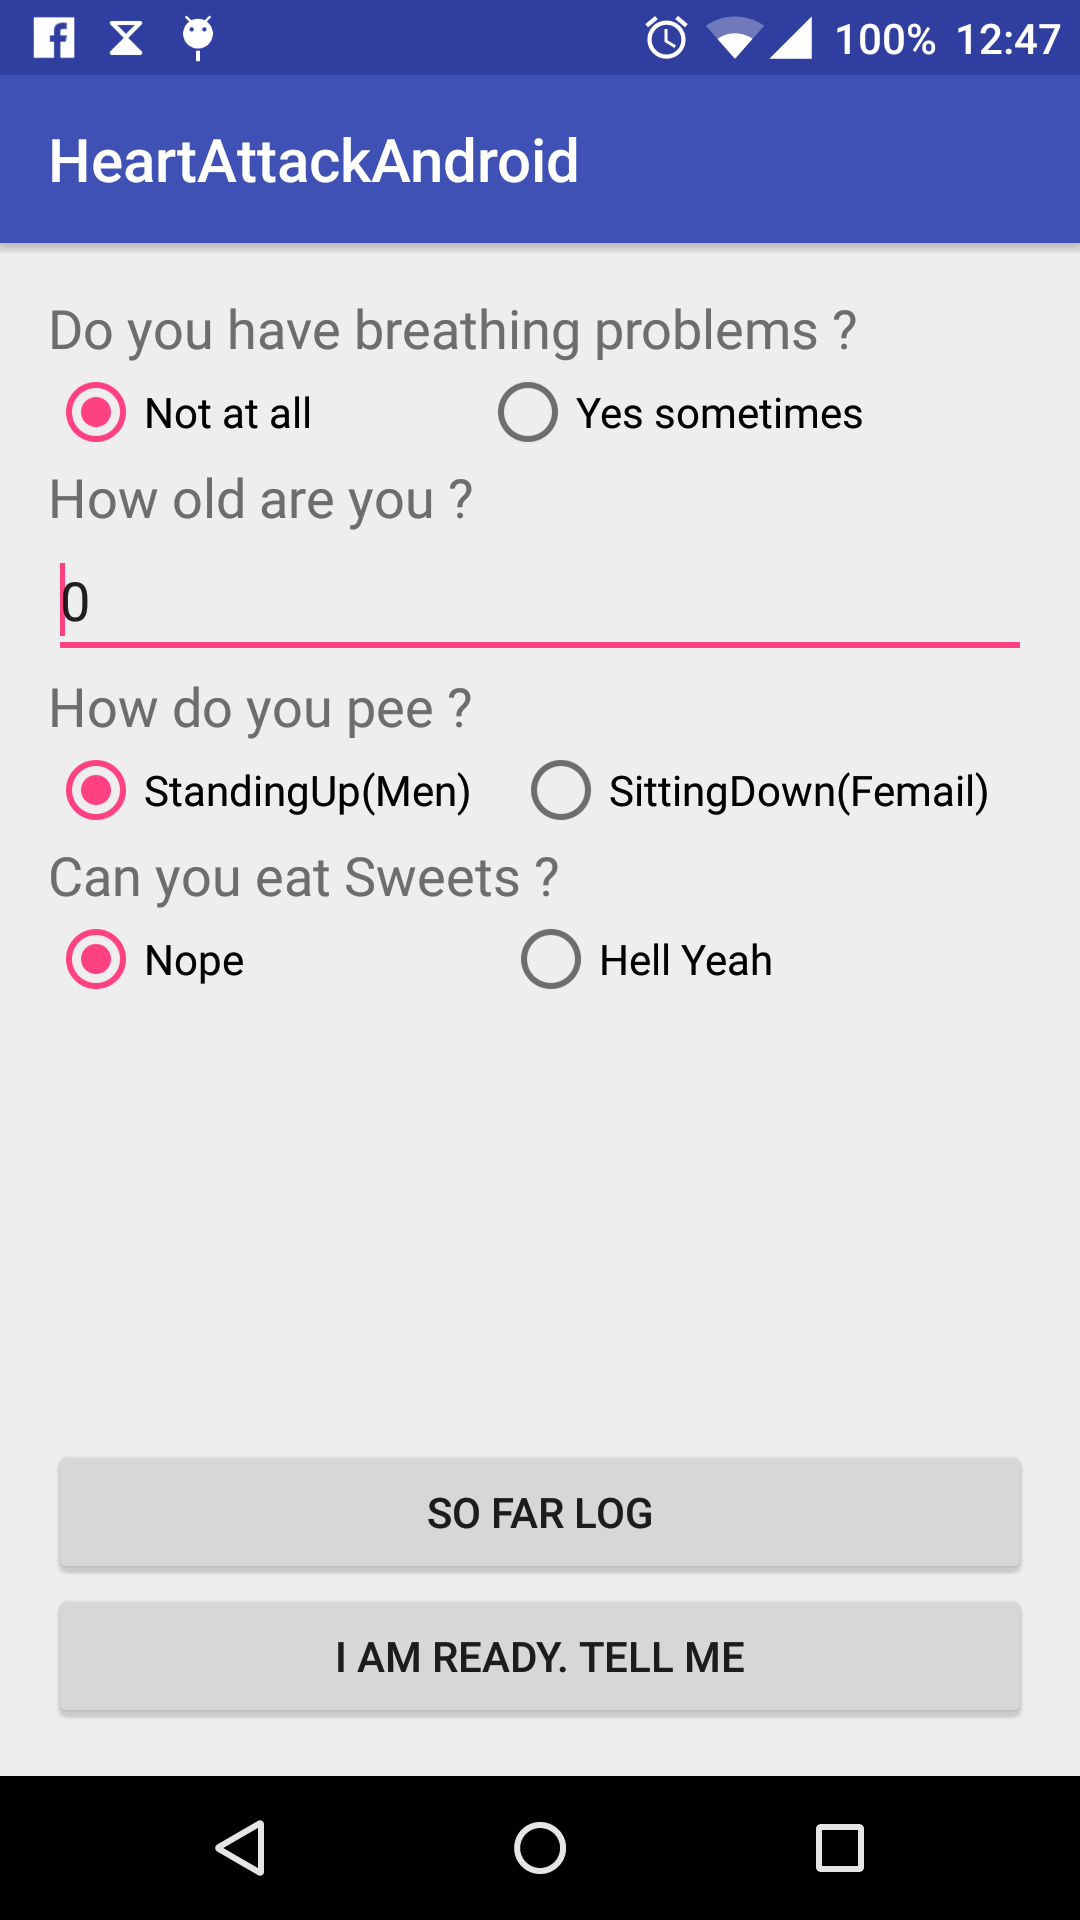 100% 12:47
HeartAttackAndroid
Do you have breathing problems ?
Not at all Yes sometimes
How old are you ?
0
How do you pee ?
StandingUp(Men) SittingDown(Femail)
Can you eat Sweets ?
Nope Hell Yeah
SO FAR LOG
I AM READY. TELL ME